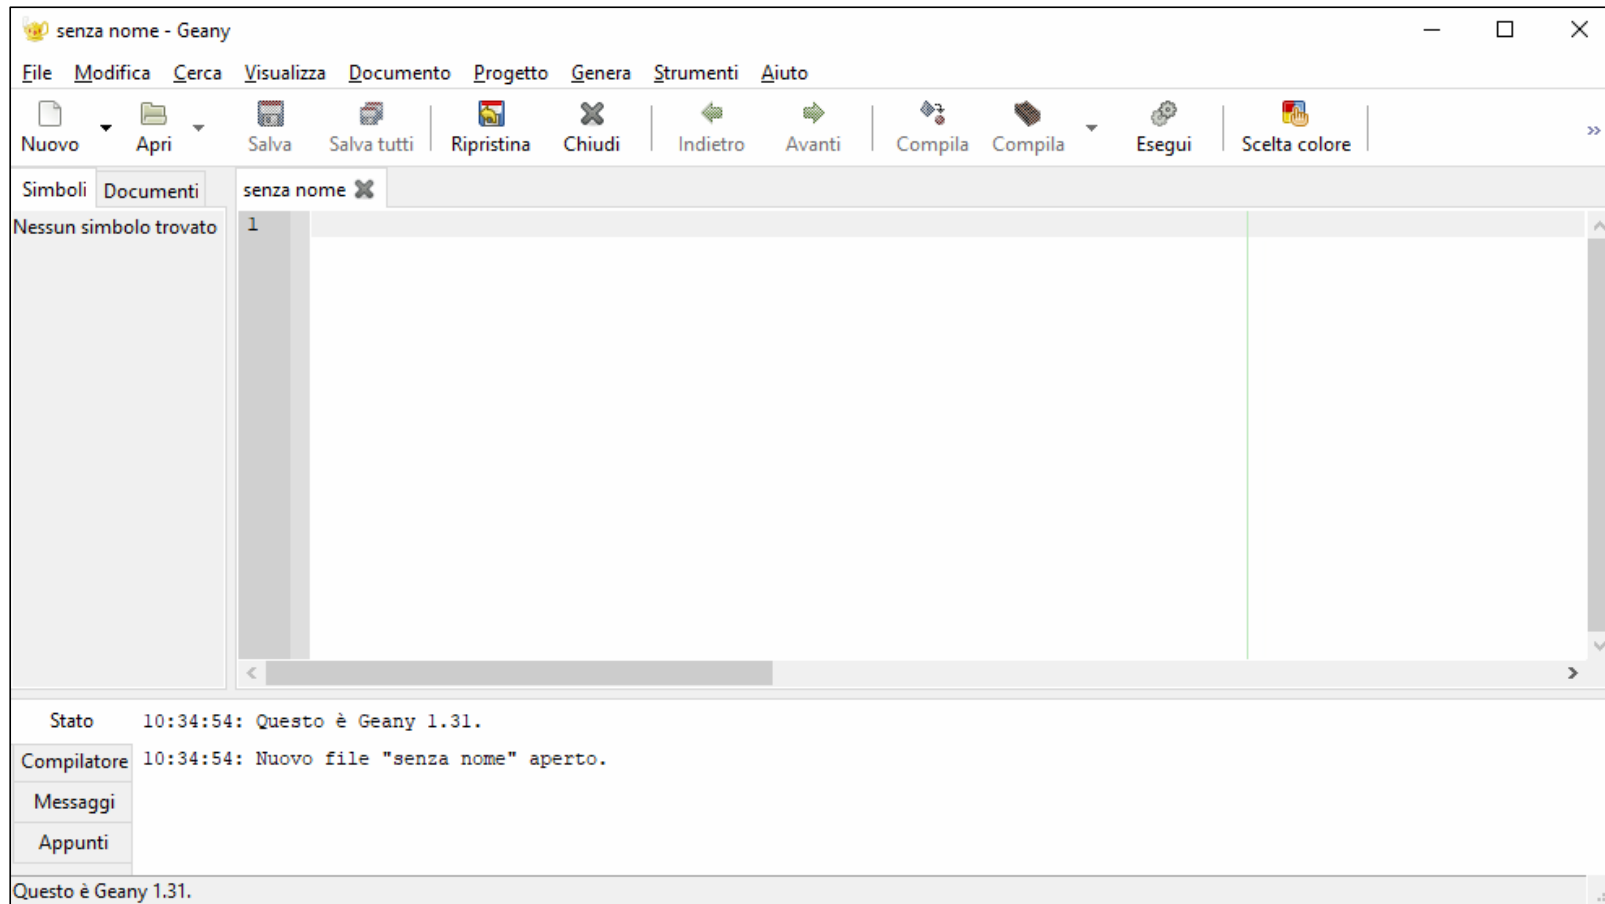 senza nome - Geany
File Modifica Cerca Visualizza Documento Progetto Genera Strumenti Aiuto
Nuovo Apri Salva Salva tutti Ripristina Chiudi Indietro Avanti Compila Compila Esegui Scelta colore
Simboli Documenti senza nome
Nessun simbolo trovato 1
Stato 10:34:54: Questo è Geany 1.31.
Compilatore 10:34:54: Nuovo file "senza nome" aperto.
Messaggi
Appunti
Questo è Geany 1.31.